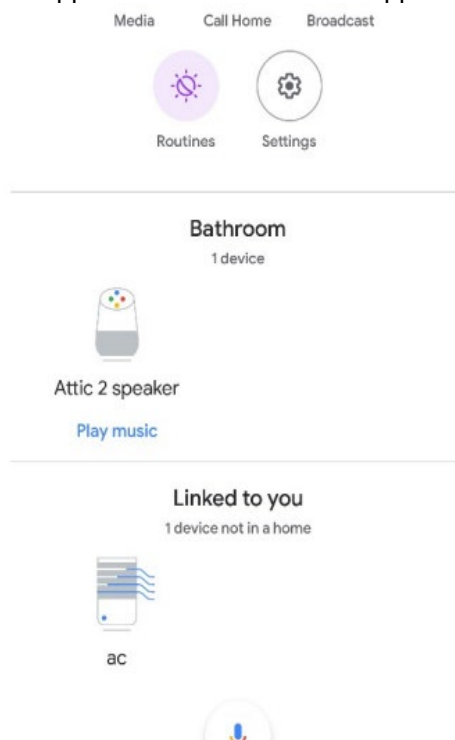 Media Call Home Broadcast
Routines Settings
Bathroom
1 device
Attic 2 speaker
Play music
Linked to you
1 device not in a home
ac